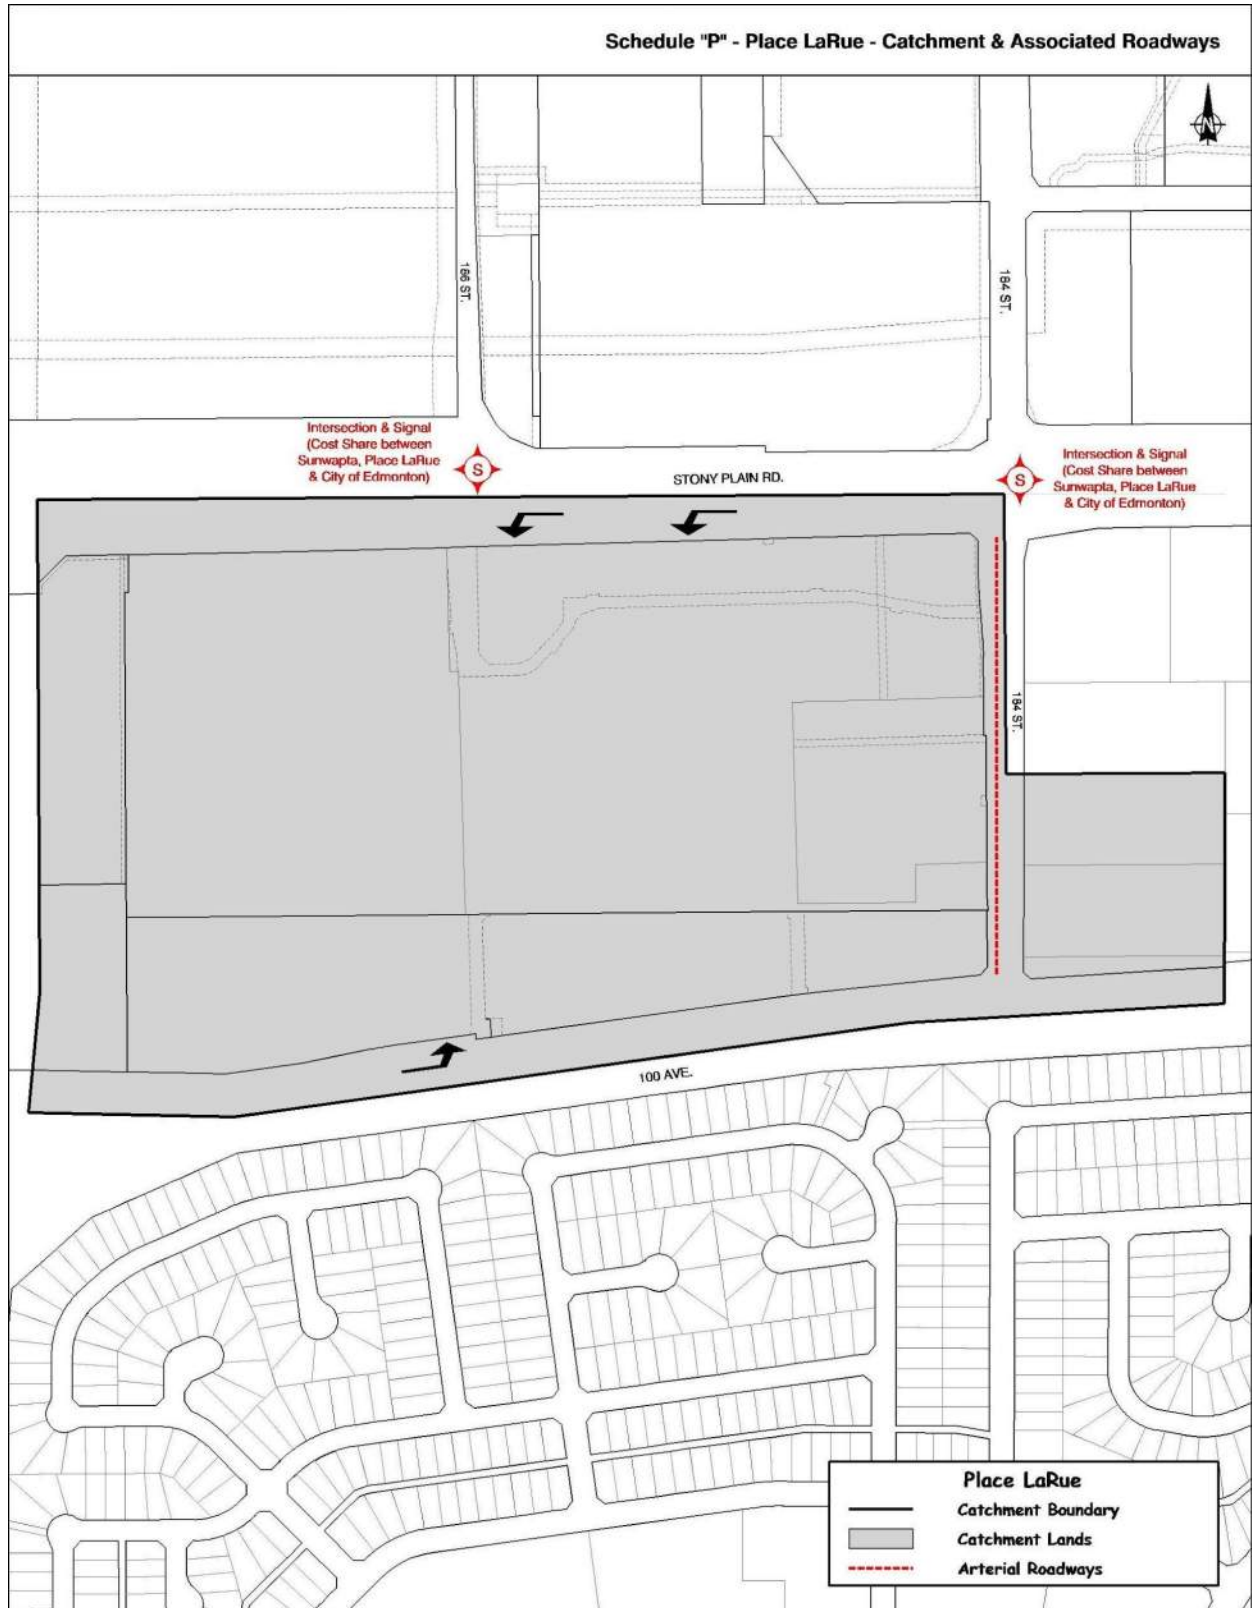 Schedule "P" - Place LaRue - Catchment & Associated Roadways
N
186 ST.
184 ST.
Intersection & Signal
(Cost Share between
Sunwapta, Place LaRue
& City of Edmonton)
S
STONY PLAIN RD.
S
Intersection & Signal
(Cost Share between
Sunwapta, Place LaRue
& City of Edmonton)
184 ST.
100 AVE.
Place LaRue
Catchment Boundary
Catchment Lands
Arterial Roadways